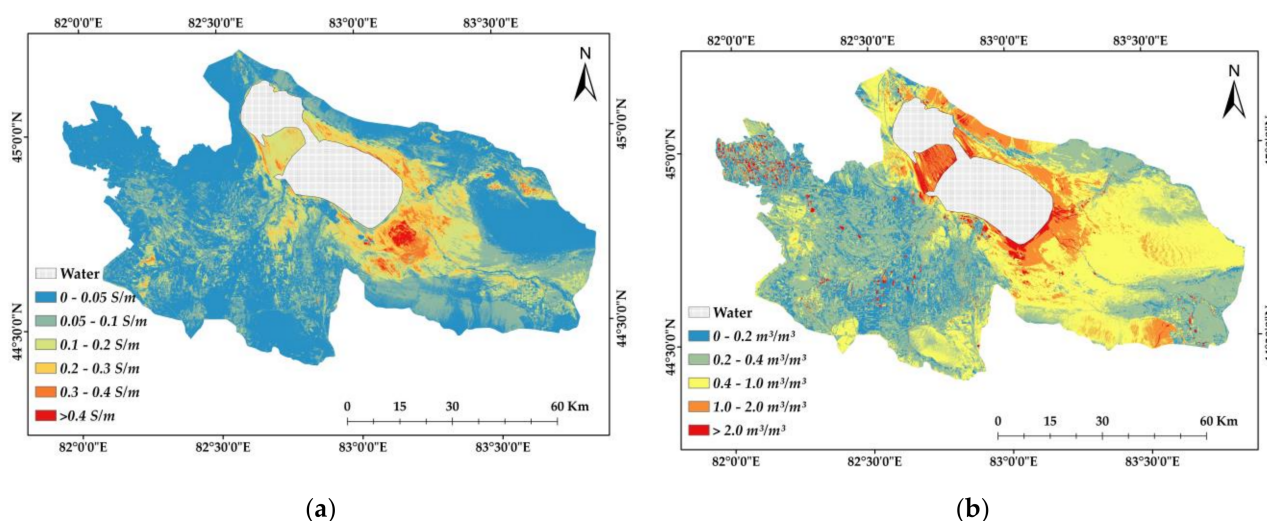 82°0'0"E 82°30'0"E 83°0'0"E 83°30'0"E
N
45°0'0"N
45°0'0"N
44°30'0"N
44°30'0"N
Water
0 - 0.05 S/m
0.05 - 0.1 S/m
0.1 - 0.2 S/m
0.2 - 0.3 S/m
0.3 - 0.4 S/m
>0.4 S/m
0 15 30 60 Km
82°0'0"E 82°30'0"E 83°0'0"E 83°30'0"E
(a)
82°0'0"E 82°30'0"E 83°0'0"E 83°30'0"E
N
45°0'0"N
44°30'0"N
Water
0 - 0.2 m³/m³
0.2 - 0.4 m³/m³
0.4 - 1.0 m³/m³
1.0 - 2.0 m³/m³
> 2.0 m³/m³
0 15 30 60 Km
82°0'0"E 82°30'0"E 83°0'0"E 83°30'0"E
(b)